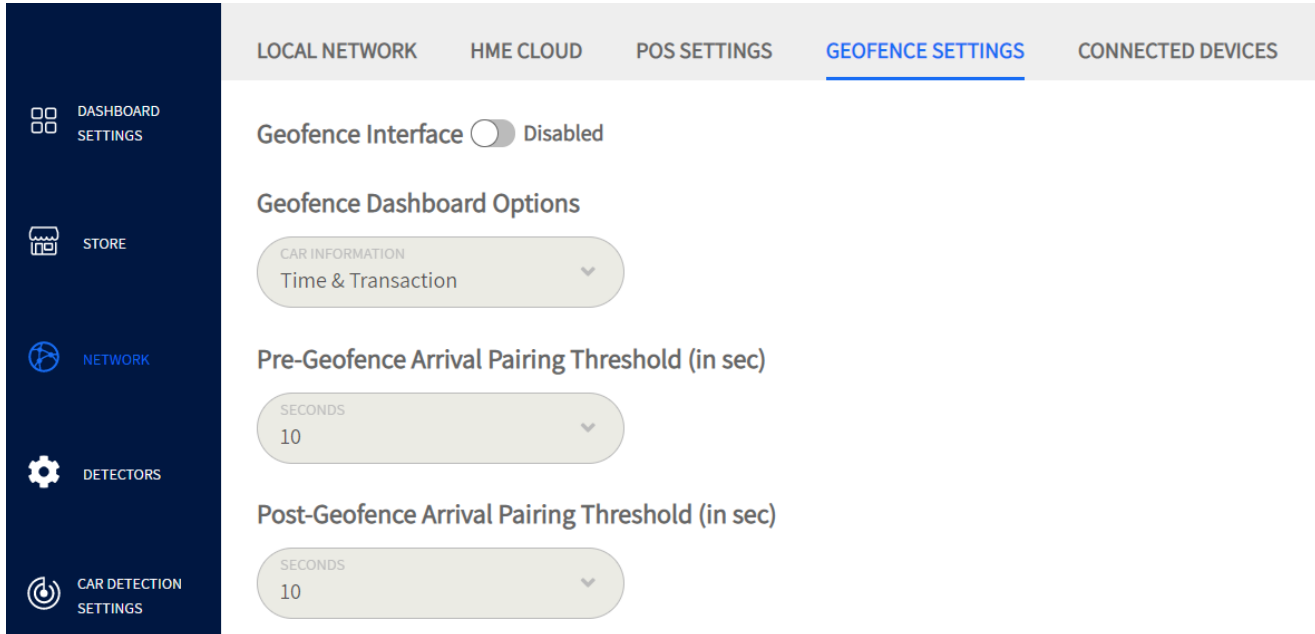 LOCAL NETWORK HME CLOUD POS SETTINGS GEOFENCE SETTINGS CONNECTED DEVICES
DASHBOARD
SETTINGS
STORE
NETWORK
DETECTORS
CAR DETECTION
SETTINGS
Geofence Interface Disabled
Geofence Dashboard Options
CAR INFORMATION
Time & Transaction
Pre-Geofence Arrival Pairing Threshold (in sec)
SECONDS
10
Post-Geofence Arrival Pairing Threshold (in sec)
SECONDS
10